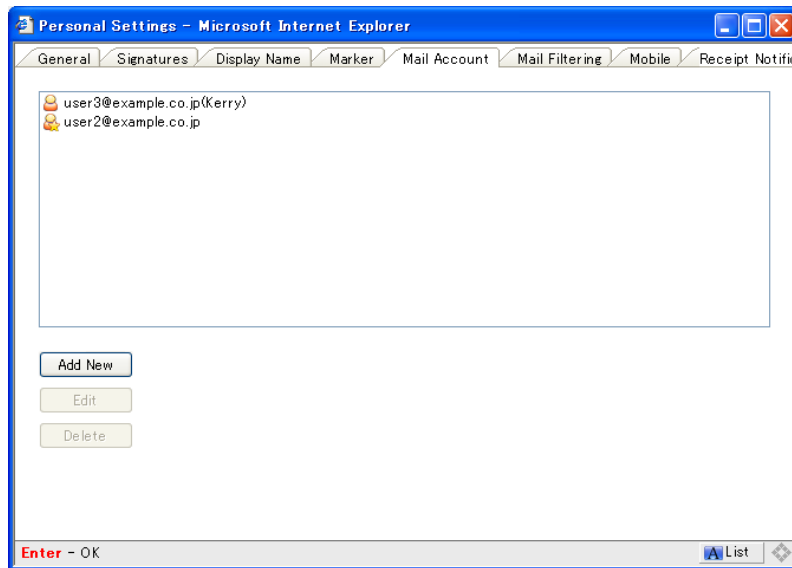 Personal Settings - Microsoft Internet Explorer
General Signatures Display Name Marker Mail Account Mail Filtering Mobile Receipt Notific
user3@example.co.jp(Kerry)
user2@example.co.jp
Add New
Edit
Delete
Enter - OK A List